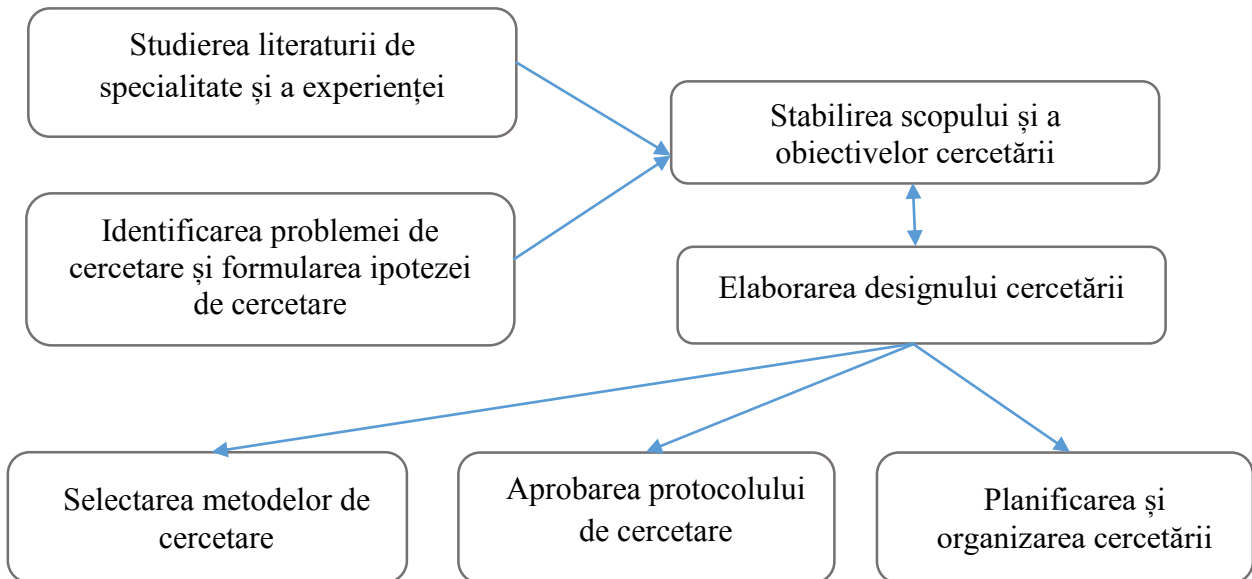 Studierea literaturii de
specialitate și a experienței
Stabilirea scopului și a
obiectivelor cercetării
Identificarea problemei de
cercetare și formularea ipotezei
de cercetare
Elaborarea designului cercetării
Selectarea metodelor de
cercetare
Aprobarea protocolului
de cercetare
Planificarea și
organizarea cercetării